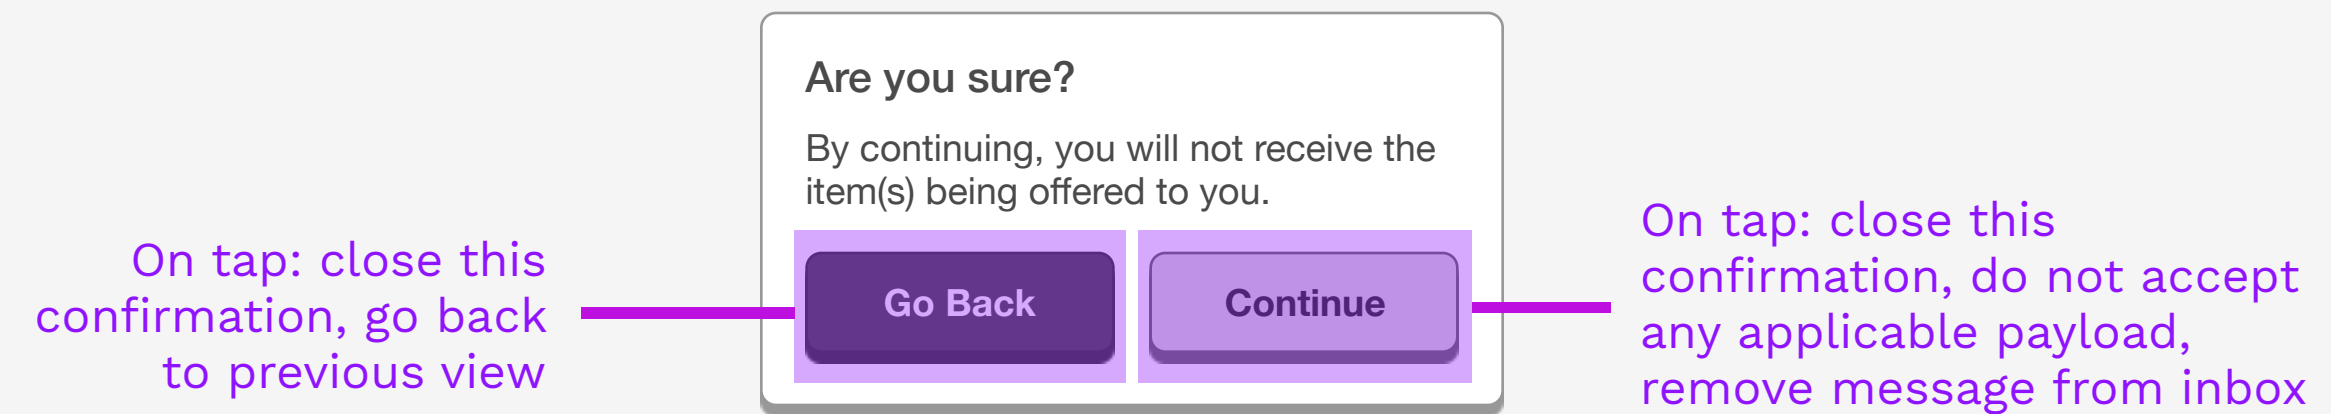 Are you sure?
By continuing, you will not receive the
item(s) being offered to you.
On tap: close this
confirmation, go back
to previous view
Go Back
Continue
On tap: close this
confirmation, do not accept
any applicable payload,
remove message from inbox